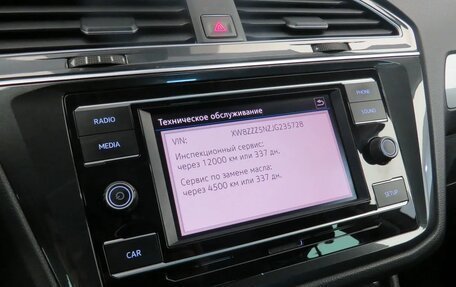 Техническое обслуживание
VIN: XW8ZZZ5NZJG235728
Инспекционный сервис:
через 12000 км или 337 дн.
Сервис по замене масла:
через 4500 км или 337 дн.
RADIO
MEDIA
CAR
PHONE
SOUND
SETUP